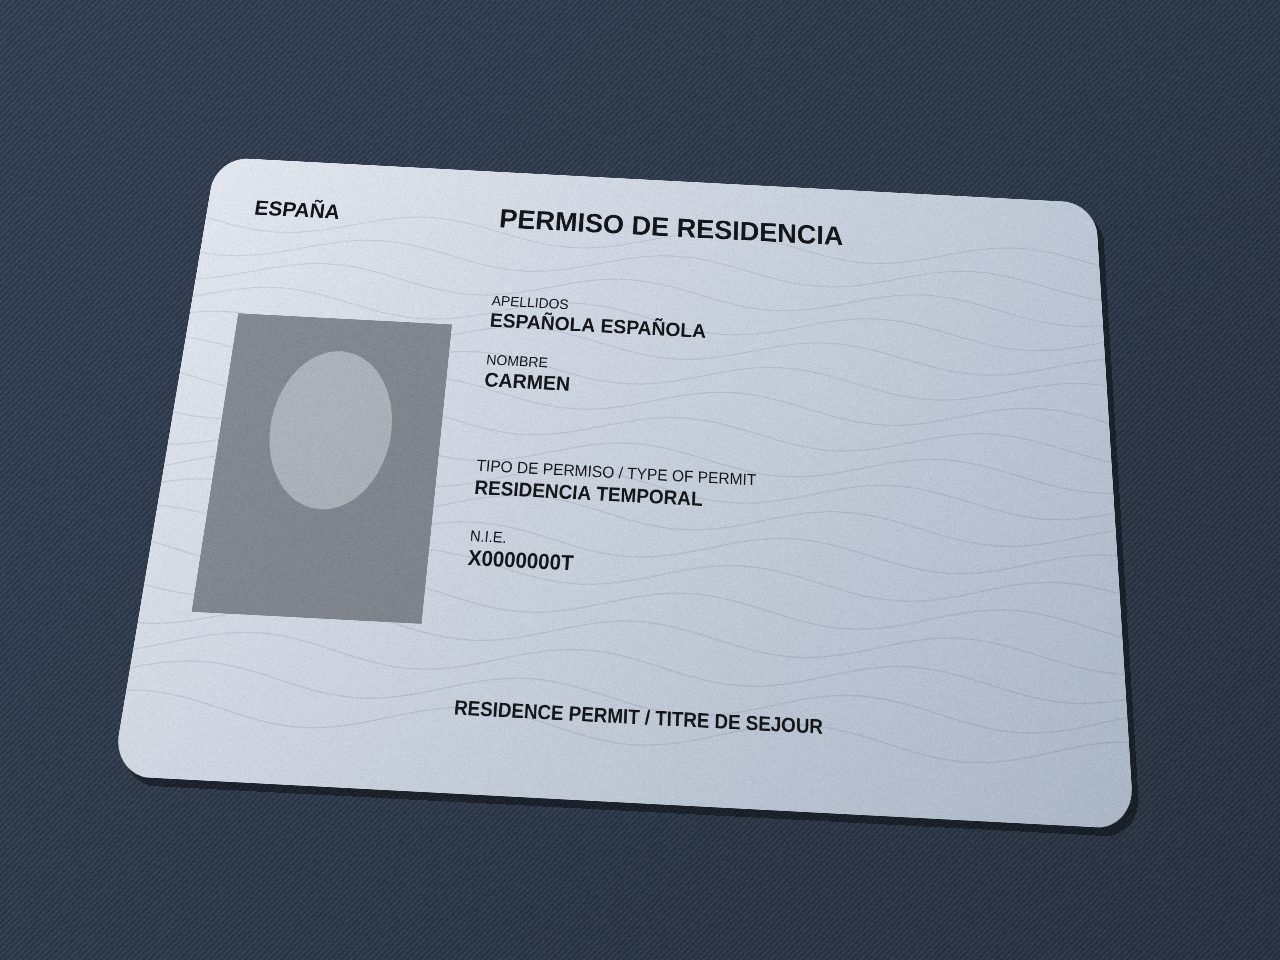 ESPAÑA
PERMISO DE RESIDENCIA
APELLIDOS
ESPAÑOLA ESPAÑOLA
NOMBRE
CARMEN
TIPO DE PERMISO / TYPE OF PERMIT
RESIDENCIA TEMPORAL
N.I.E.
X0000000T
RESIDENCE PERMIT / TITRE DE SEJOUR